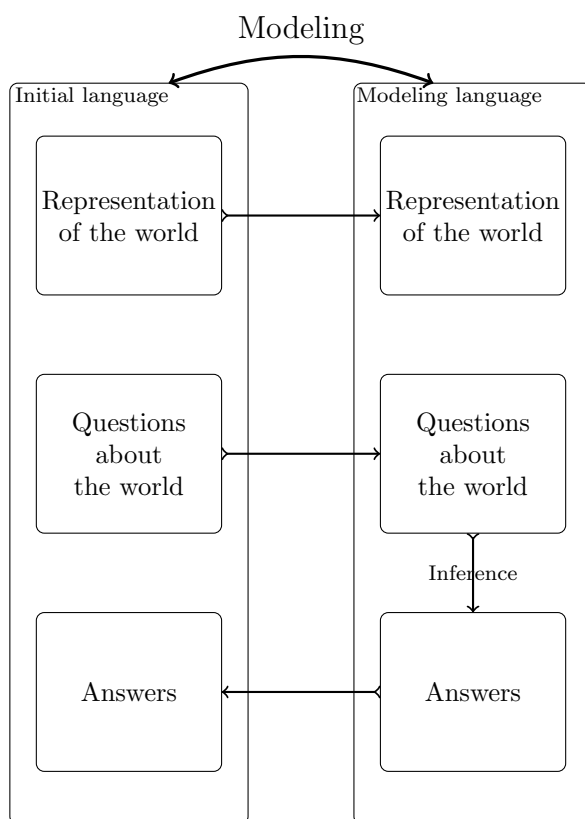 Modeling
Initial language
Modeling language
Representation
of the world
Representation
of the world
Questions
about
the world
Questions
about
the world
Inference
Answers
Answers